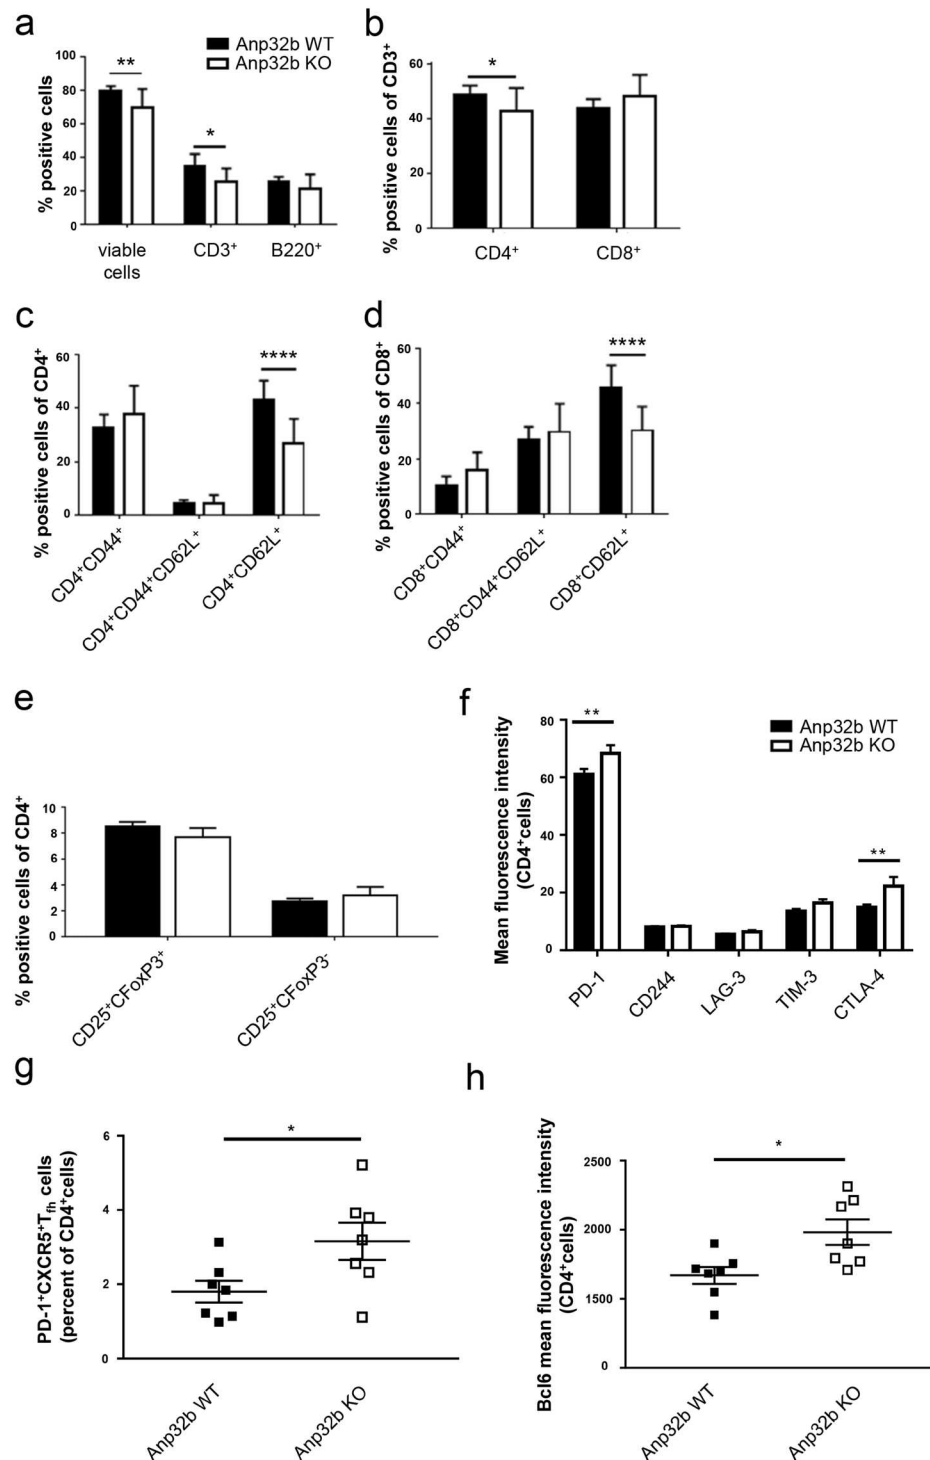 a
Anp32b WT
Anp32b KO
% positive cells
100
80
60
40
20
0
**
*
viable
cells
CD3⁺
B220⁺
b
% positive cells of CD3⁺
60
40
20
0
*
CD4⁺
CD8⁺
c
% positive cells of CD4⁺
60
40
20
0
****
CD4⁺CD44⁺
CD4⁺CD44⁺CD62L⁺
CD4⁺CD62L⁺
d
% positive cells of CD8⁺
60
40
20
0
****
CD8⁺CD44⁺
CD8⁺CD44⁺CD62L⁺
CD8⁺CD62L⁺
e
% positive cells of CD4⁺
10
8
6
4
2
0
CD25⁺CFoxP3⁺
CD25⁺CFoxP3⁻
f
Mean fluorescence intensity
(CD4⁺cells)
80
60
40
20
0
**
**
Anp32b WT
Anp32b KO
PD-1
CD244
LAG-3
TIM-3
CTLA-4
g
PD-1⁺CXCR5⁺Tfh cells
(percent of CD4⁺cells)
6
4
2
0
*
Anp32b WT
Anp32b KO
h
Bcl6 mean fluorescence intensity
(CD4⁺cells)
2500
2000
1500
0
*
Anp32b WT
Anp32b KO